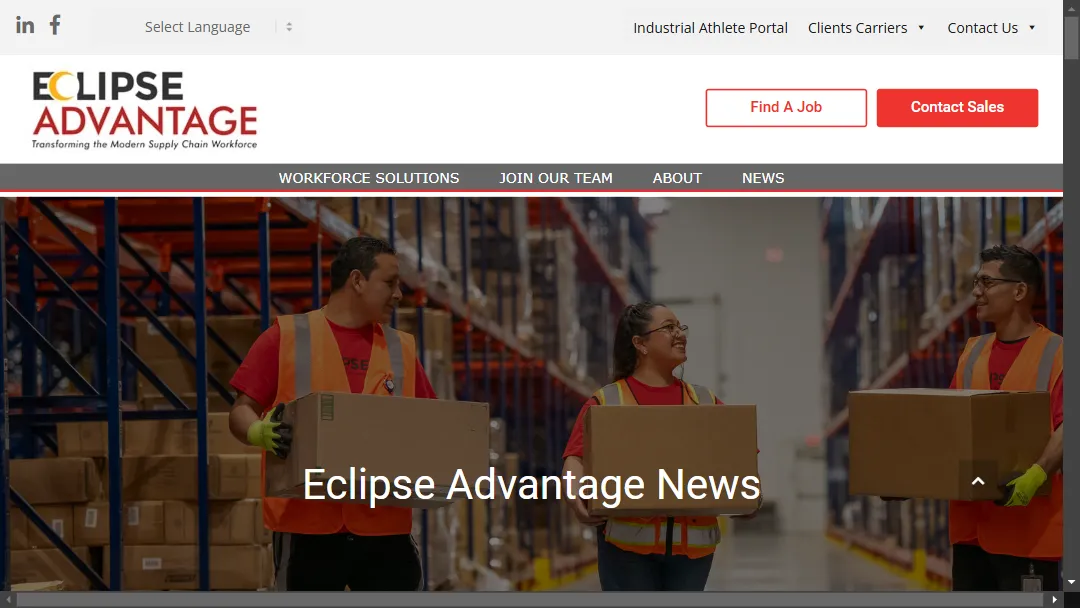 Select Language
Industrial Athlete Portal
Clients Carriers
Contact Us
ECLIPSE
ADVANTAGE
Transforming the Modern Supply Chain Workforce
Find A Job
Contact Sales
WORKFORCE SOLUTIONS
JOIN OUR TEAM
ABOUT
NEWS
Eclipse Advantage News